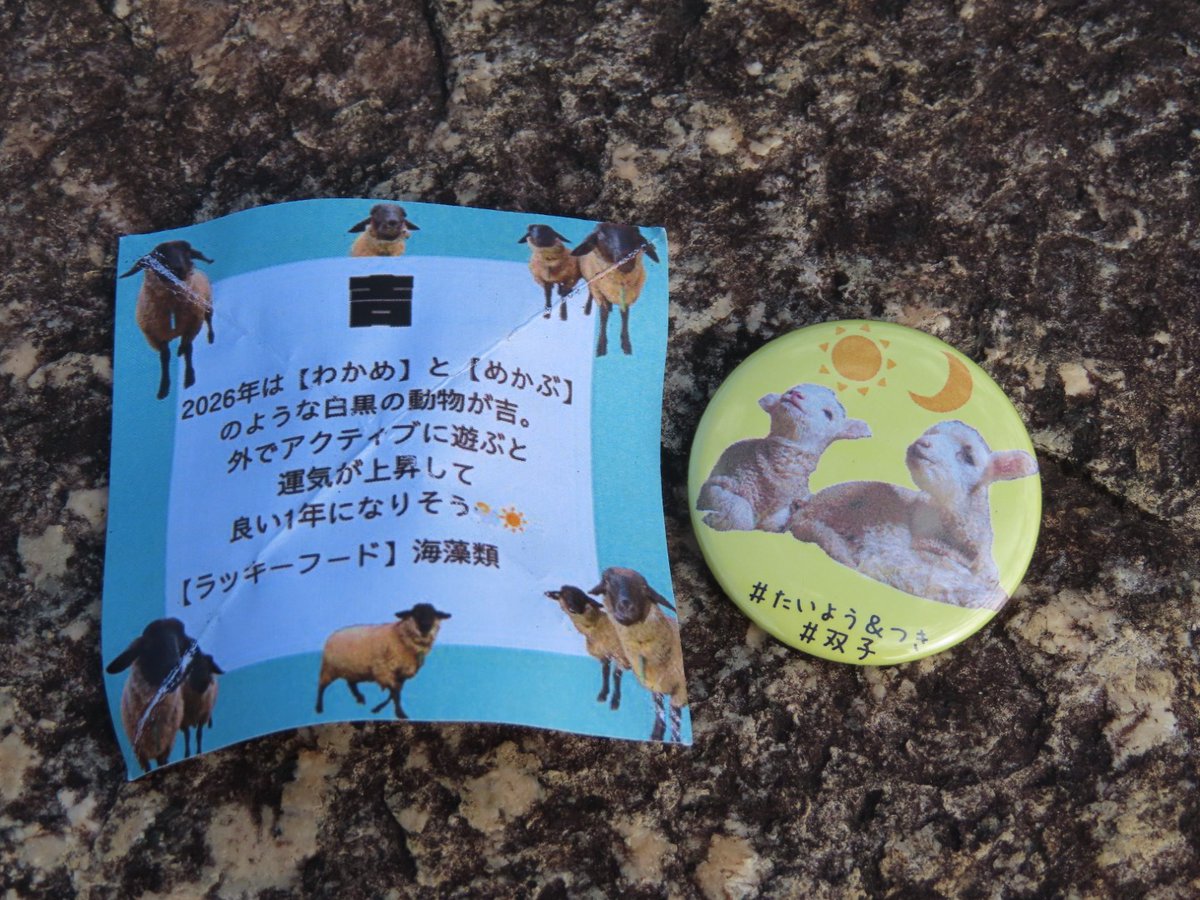 吉
2026年は【わかめ】と【めかぶ】
のような白黒の動物が吉。
外でアクティブに遊ぶと
運気が上昇して
良い1年になりそう
【ラッキーフード】海藻類
#たいよう&つき
#双子